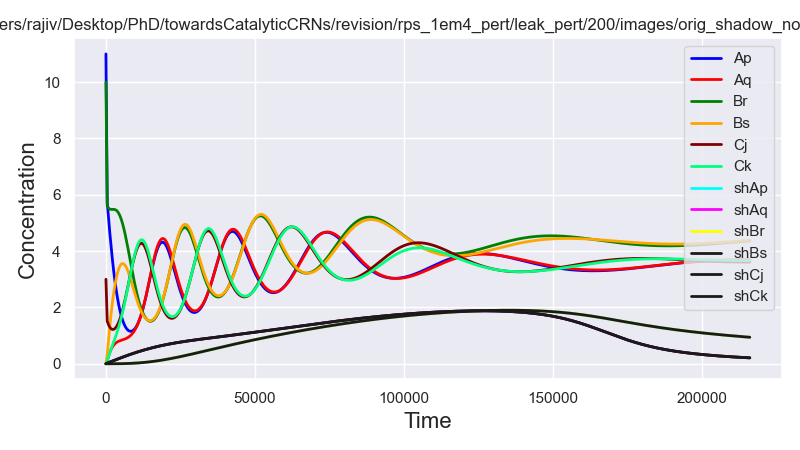 ers/rajiv/Desktop/PhD/towardsCatalyticCRNs/revision/rps_1em4_pert/leak_pert/200/images/orig_shadow_no
Concentration
10
8
6
4
2
0
0
50000
100000
150000
200000
Time
Ap
Aq
Br
Bs
Cj
Ck
shAp
shAq
shBr
shBs
shCj
shCk